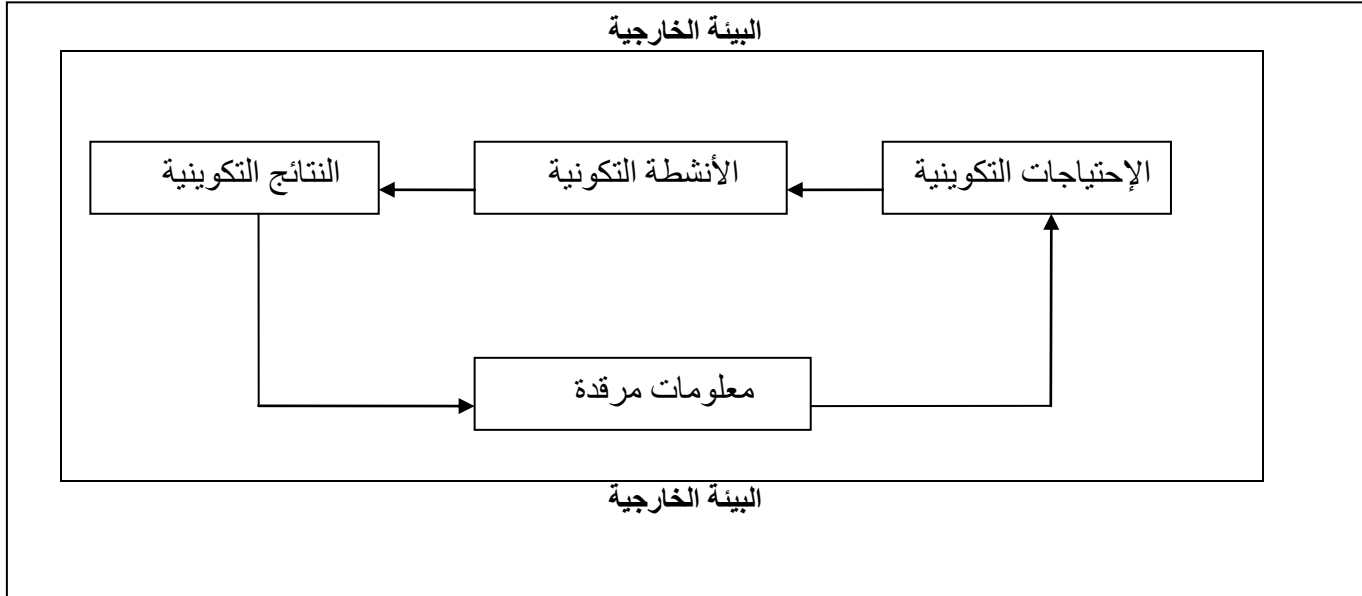 البيئة الخارجية
الإحتياجات التكوينية
الأنشطة التكونية
النتائج التكوينية
معلومات مرقدة
البيئة الخارجية